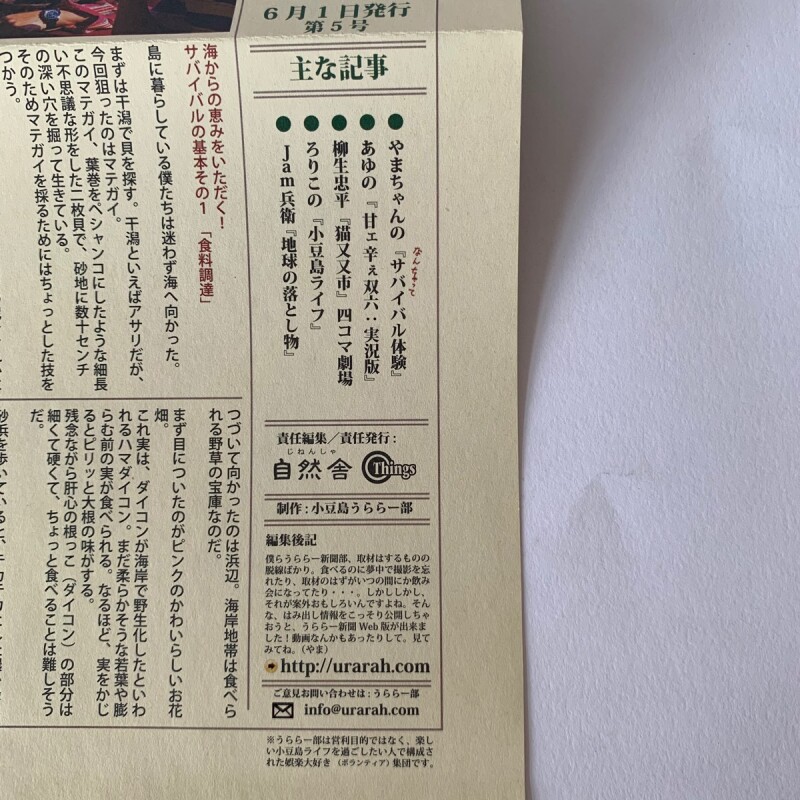 6月1日発行
第5号
主な記事
● やまちゃんの『サバイバル体験』
なんちゃって
● あゆの『甘ェ辛ぇ双六：実況版』
● 柳生忠平『猫又又市』四コマ劇場
● ろりこの『小豆島ライフ』
● Jam兵衛『地球の落とし物』
海からの恵みをいただく！
サバイバルの基本その1「食料調達」
島に暮らしている僕たちは迷わず海へ向かった。
まずは干潟で貝を探す。干潟といえばアサリだが、
今回狙ったのはマテガイ。
このマテガイ、葉巻をペシャンコにしたような細長
い不思議な形をした二枚貝で、砂地に数十センチ
の深い穴を掘って生きている。
そのためマテガイを採るためにはちょっとした技を
つかう。
つづいて向かったのは浜辺。海岸地帯は食べら
れる野草の宝庫なのだ。
まず目についたのがピンクのかわいらしいお花
畑。
これ実は、ダイコンが海岸で野生化したといわ
れるハマダイコン。まだ柔らかそうな若葉や膨
らむ前の実が食べられる。なるほど、実をかじ
るとピリッと大根の味がする。
残念ながら肝心の根っこ（ダイコン）の部分は
細くて硬くて、ちょっと食べることは難しそう
だ。
責任編集／責任発行：
じねんしゃ
自然舎 Things
制作：小豆島うらら一部
編集後記
僕らうらら一新聞部、取材はするものの
脱線ばかり。食べるのに夢中で撮影を忘
れたり、取材のはずがいつの間にか飲み
会になってたり・・・。しかししかし、
それが案外おもしろいんですよね。そん
な、はみ出し情報をこっそり公開しちゃ
おうと、うらら一新聞Web版が出来ま
した！動画なんかもあったりして。見て
みてね。（やま）
http://urarah.com
ご意見お問い合わせは：うらら一部
info@urarah.com
※うらら一部は営利目的ではなく、楽し
い小豆島ライフを過ごしたい人で構成さ
れた娯楽大好き（ボランティア）集団です。